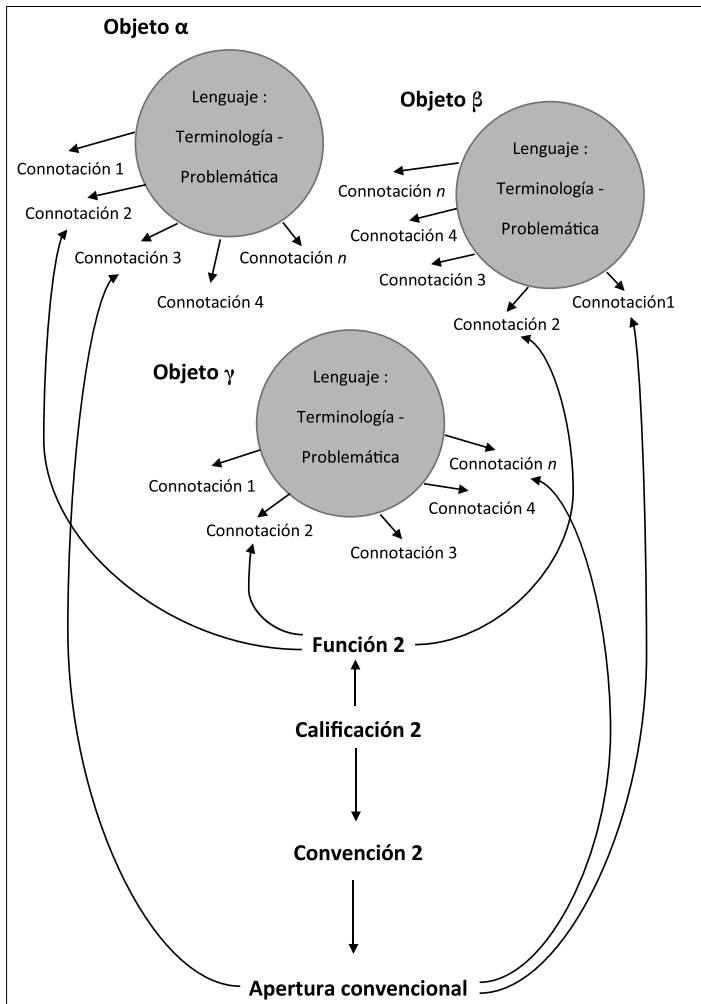 Objeto α
Lenguaje :
Terminología -
Problemática
Connotación 1
Connotación 2
Connotación 3
Connotación 4
Connotación n
Objeto β
Lenguaje :
Terminología -
Problemática
Connotación n
Connotación 4
Connotación 3
Connotación 2
Connotación1
Objeto γ
Lenguaje :
Terminología -
Problemática
Connotación 1
Connotación 2
Connotación 3
Connotación 4
Connotación n
Función 2
Calificación 2
Convención 2
Apertura convencional